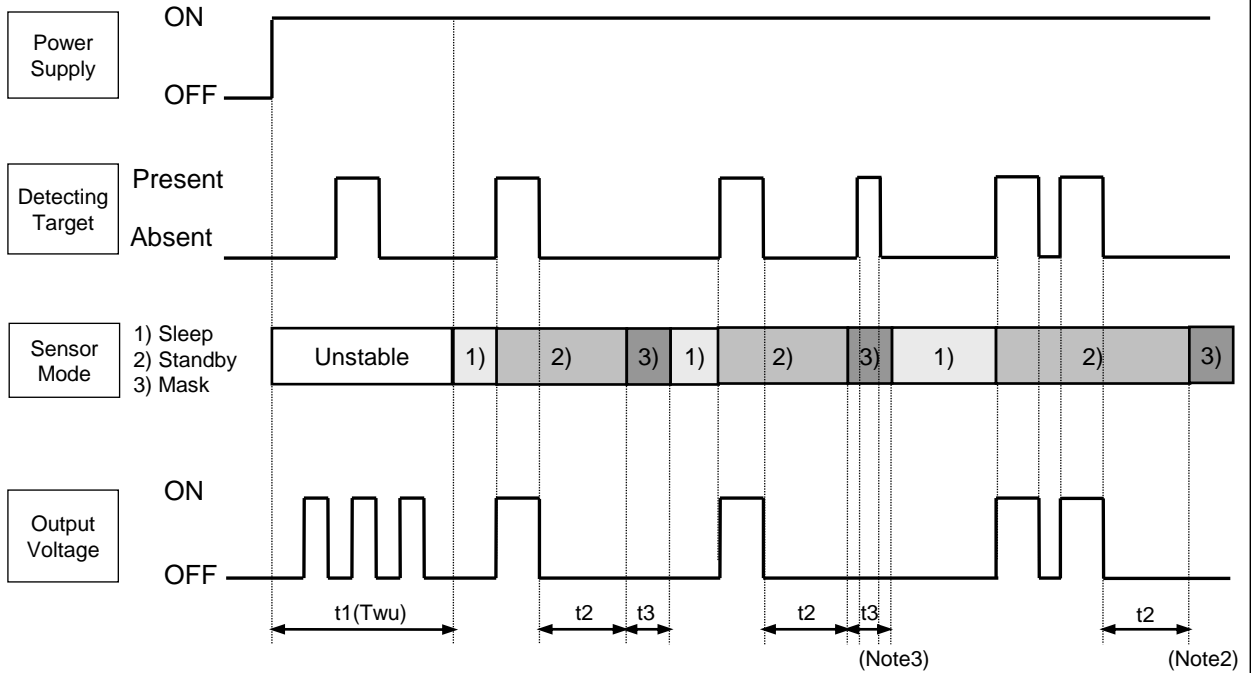 ON
Power
Supply
OFF
Present
Detecting
Target
Absent
1) Sleep
Sensor
Mode
2) Standby
3) Mask
Unstable
1)
2)
3)
1)
2)
3)
1)
2)
3)
ON
Output
Voltage
OFF
t1(Twu)
t2
t3
t2
t3
t2
(Note3)
(Note2)